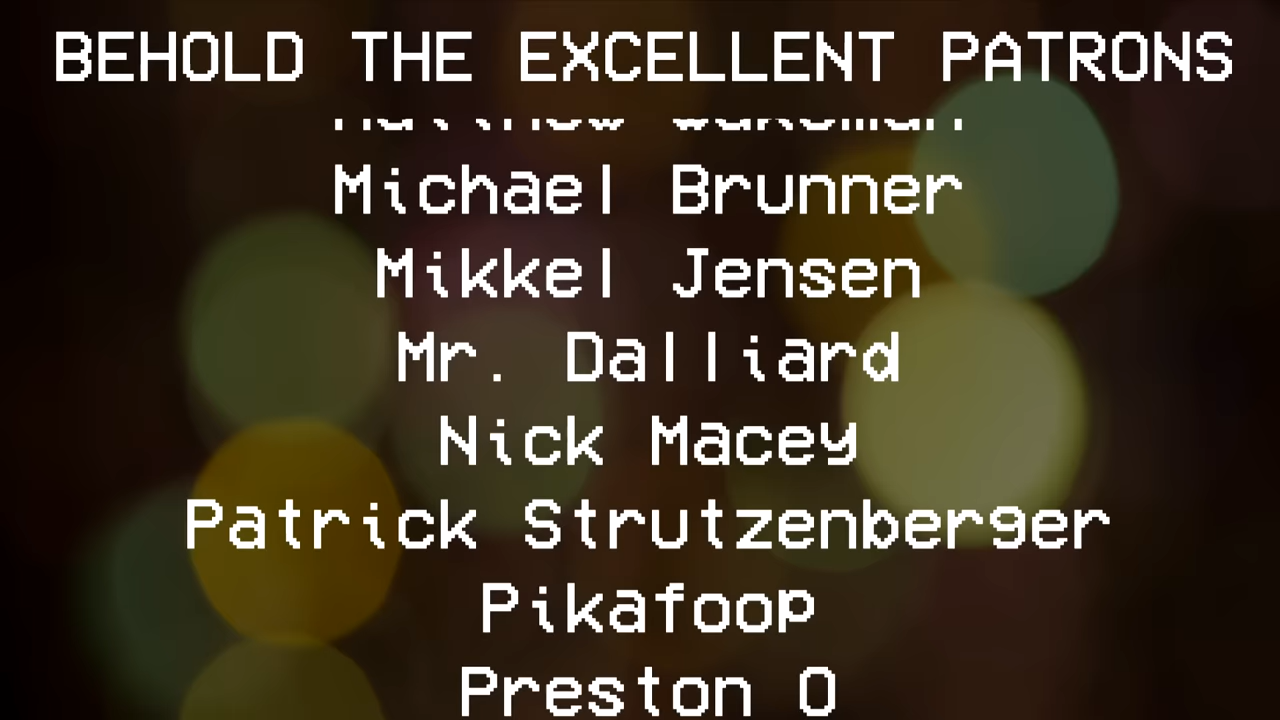 BEHOLD THE EXCELLENT PATRONS
Michael Brunner
Mikkel Jensen
Mr. Dalliard
Nick Macey
Patrick Strutzenberger
Pikafoop
Preston O